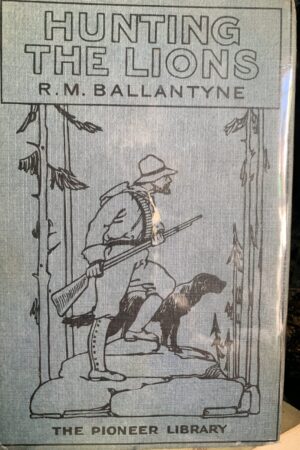 HUNTING
THE LIONS
R. M. BALLANTYNE
THE PIONEER LIBRARY